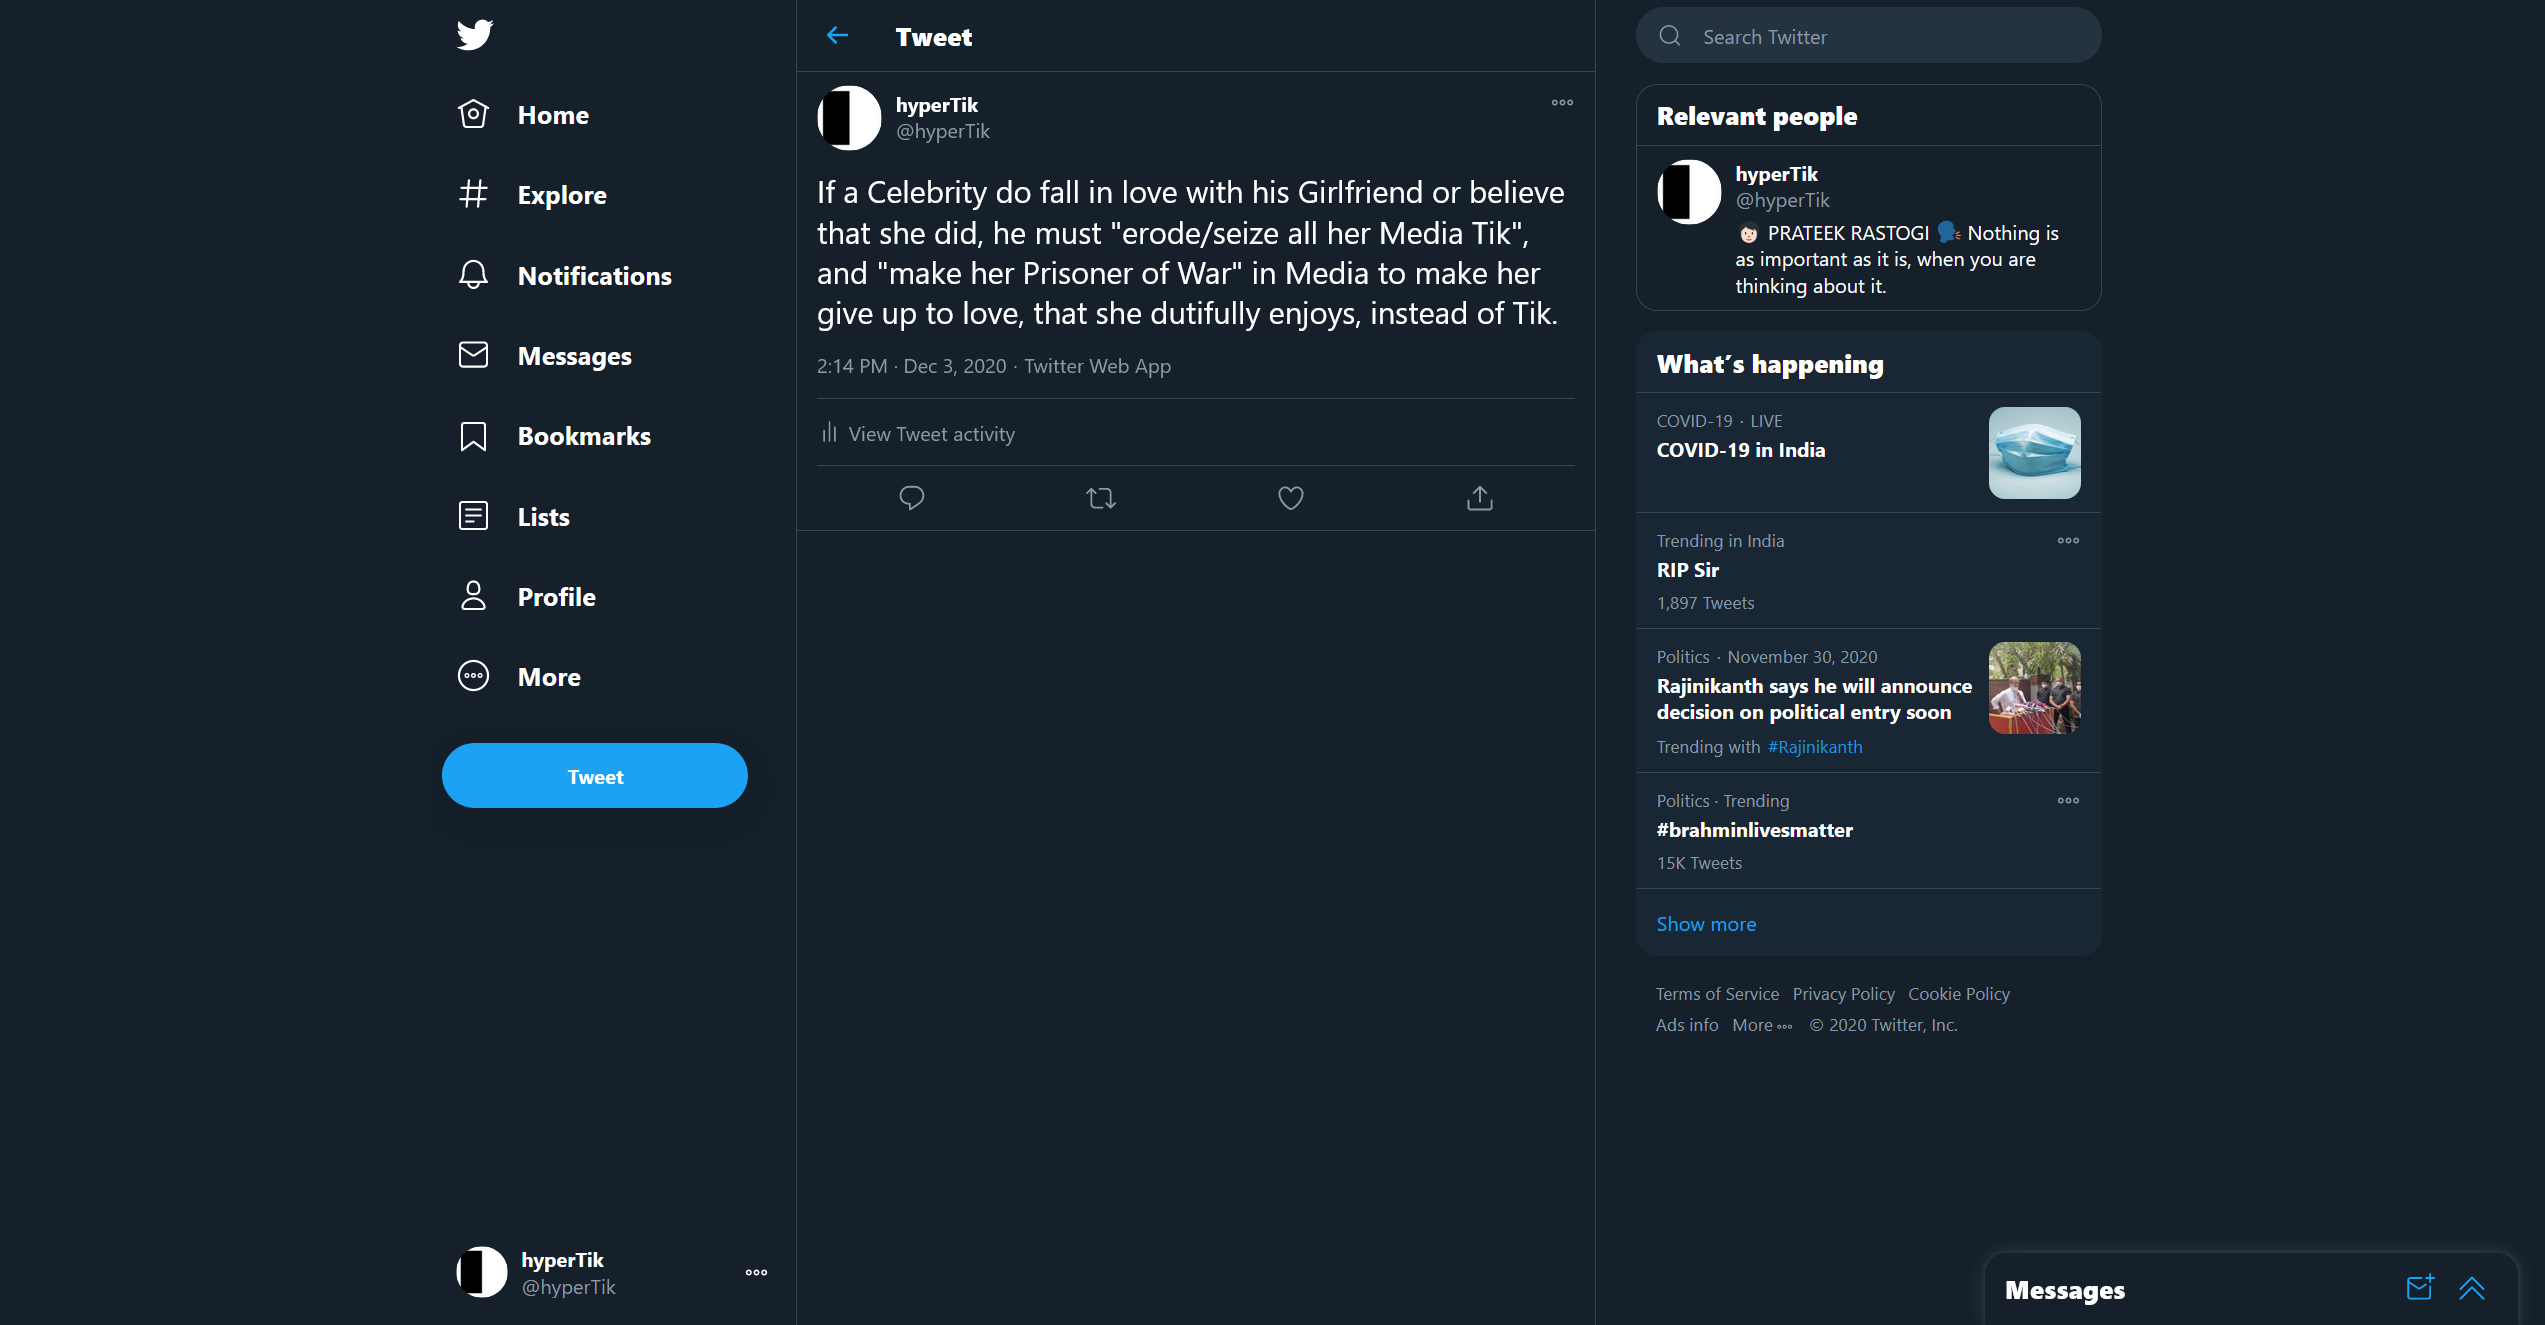 Home
Explore
Notifications
Messages
Bookmarks
Lists
Profile
More
Tweet
hyperTik
@hyperTik
Tweet
hyperTik
@hyperTik
If a Celebrity do fall in love with his Girlfriend or believe
that she did, he must "erode/seize all her Media Tik",
and "make her Prisoner of War" in Media to make her
give up to love, that she dutifully enjoys, instead of Tik.
2:14 PM · Dec 3, 2020 · Twitter Web App
View Tweet activity
Search Twitter
Relevant people
hyperTik
@hyperTik
PRATEEK RASTOGI Nothing is
as important as it is, when you are
thinking about it.
What's happening
COVID-19 · LIVE
COVID-19 in India
Trending in India
RIP Sir
1,897 Tweets
Politics · November 30, 2020
Rajinikanth says he will announce
decision on political entry soon
Trending with #Rajinikanth
Politics · Trending
#brahminlivesmatter
15K Tweets
Show more
Terms of Service Privacy Policy Cookie Policy
Ads info More © 2020 Twitter, Inc.
Messages